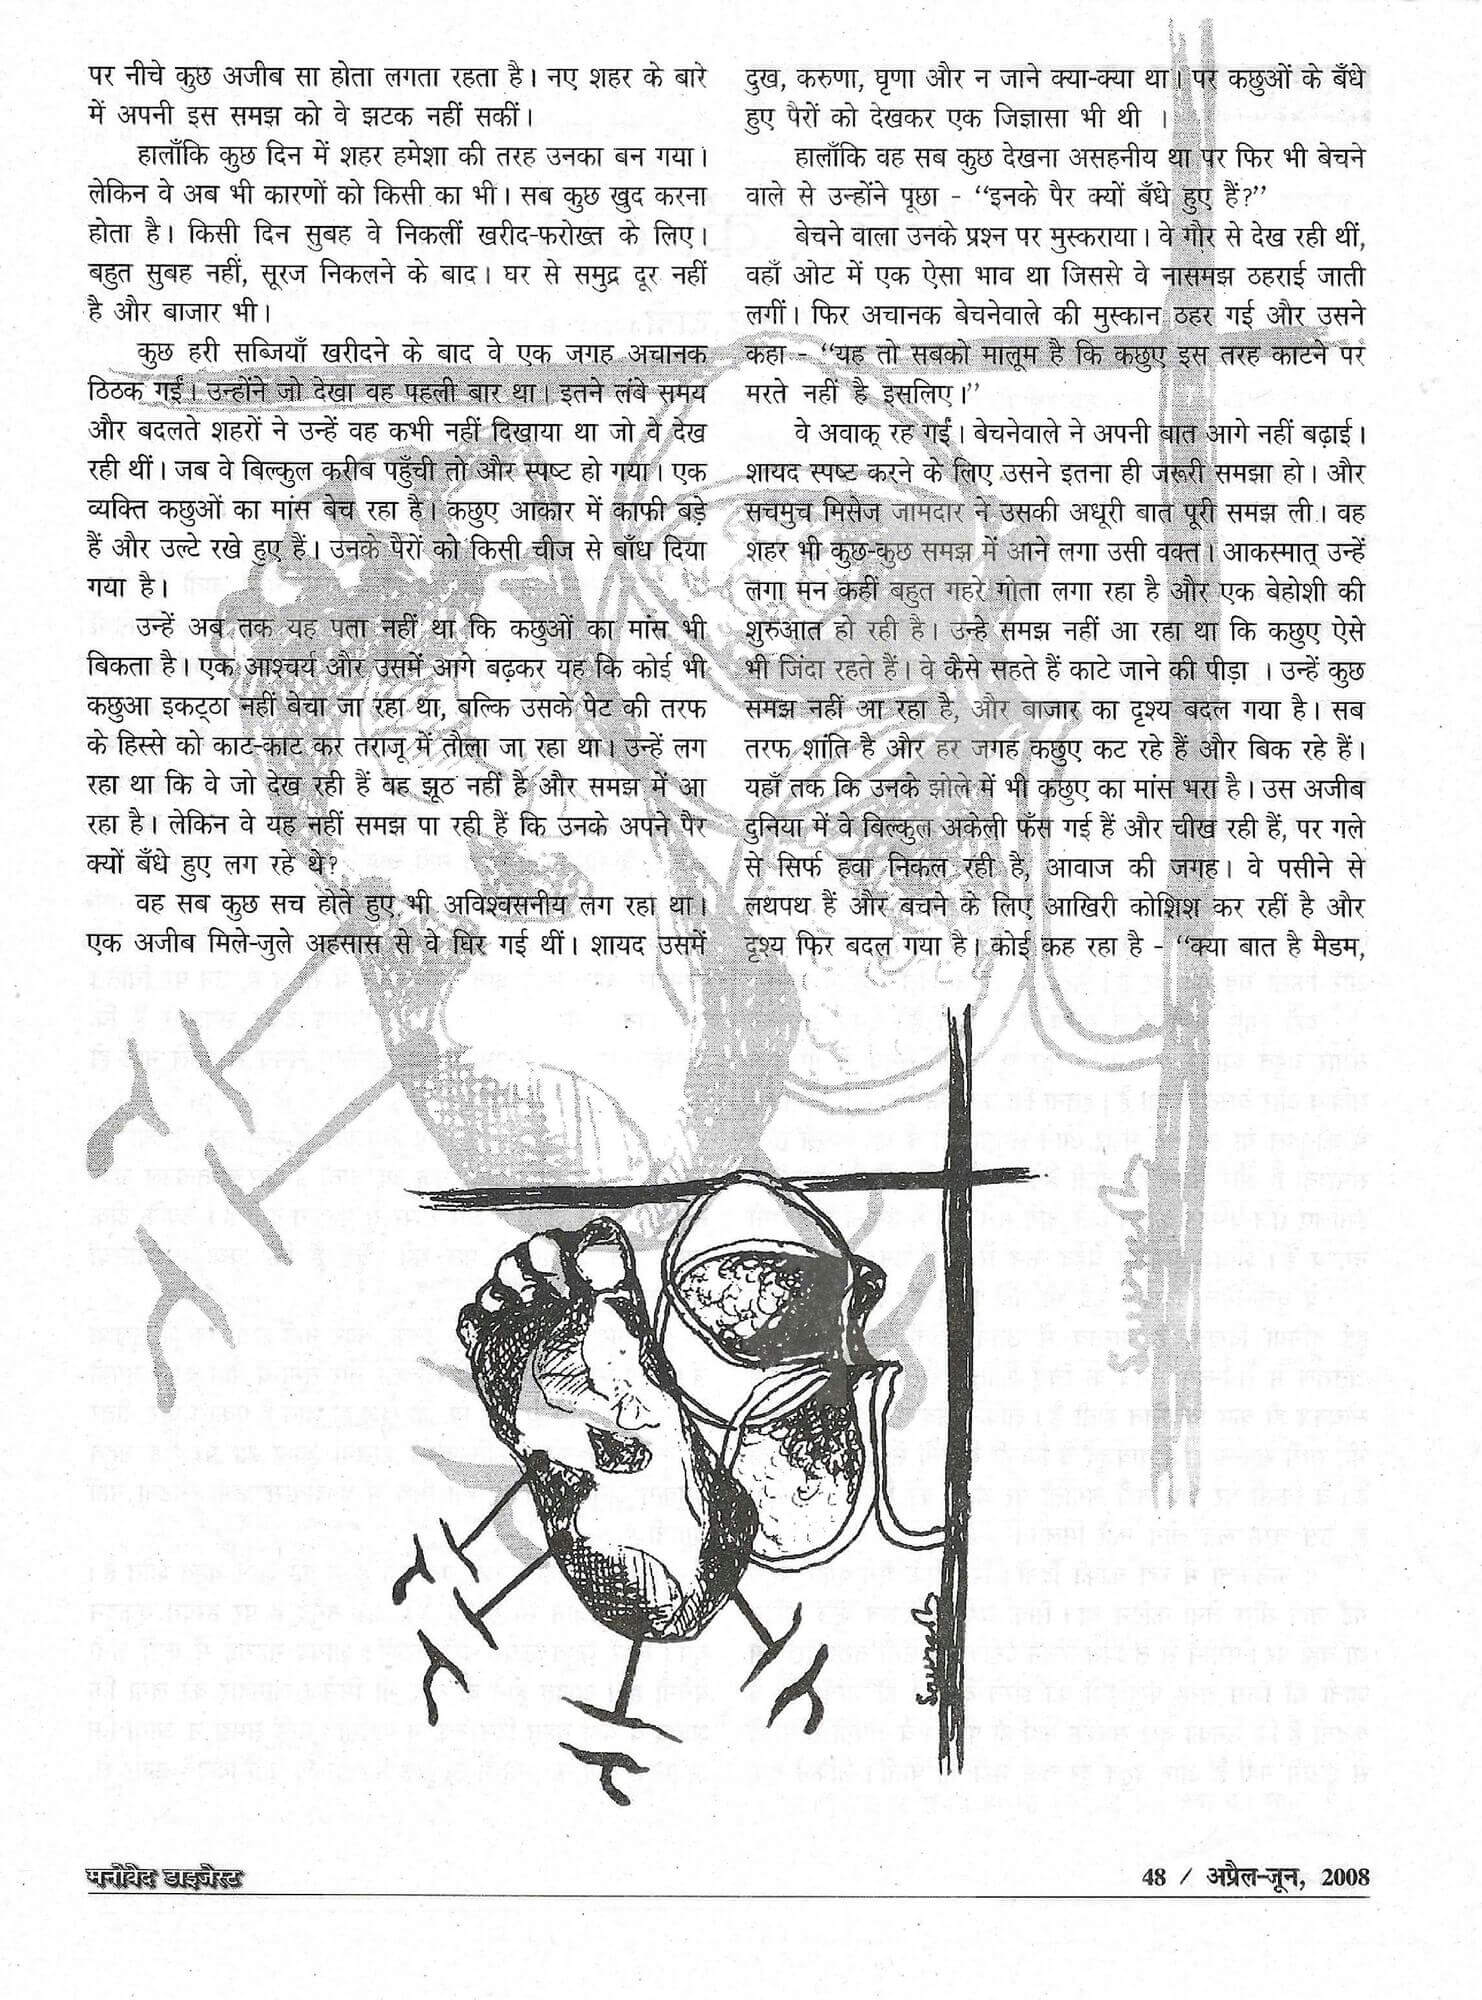 पर नीचे कुछ अजीब सा होता लगता रहता है। नए शहर के बारे
में अपनी इस समझ को वे झटक नहीं सकीं।
हालाँकि कुछ दिन में शहर हमेशा की तरह उनका बन गया।
लेकिन वे अब भी कारणों को किसी का भी। सब कुछ खुद करना
होता है। किसी दिन सुबह वे निकलीं खरीद-फरोख्त के लिए।
बहुत सुबह नहीं, सूरज निकलने के बाद। घर से समुद्र दूर नहीं
है और बाजार भी।
कुछ हरी सब्जियाँ खरीदने के बाद वे एक जगह अचानक
ठिठक गईं। उन्होंने जो देखा वह पहली बार था। इतने लंबे समय
और बदलते शहरों ने उन्हें वह कभी नहीं दिखाया था जो वे देख
रही थीं। जब वे बिल्कुल करीब पहुँची तो और स्पष्ट हो गया। एक
व्यक्ति कछुओं का मांस बेच रहा है। कछुए आकार में काफी बड़े
हैं और उल्टे रखे हुए हैं। उनके पैरों को किसी चीज से बाँध दिया
गया है।
उन्हें अब तक यह पता नहीं था कि कछुओं का मांस भी
बिकता है। एक आश्चर्य और उसमें आगे बढ़कर यह कि कोई भी
कछुआ इकट्ठा नहीं बेचा जा रहा था, बल्कि उसके पेट की तरफ
के हिस्से को काट-काट कर तराजू में तौला जा रहा था। उन्हें लग
रहा था कि वे जो देख रही हैं वह झूठ नहीं है और समझ में आ
रहा है। लेकिन वे यह नहीं समझ पा रही हैं कि उनके अपने पैर
क्यों बँधे हुए लग रहे थे?
वह सब कुछ सच होते हुए भी अविश्वसनीय लग रहा था।
एक अजीब मिले-जुले अहसास से वे घिर गई थीं। शायद उसमें
दुख, करुणा, घृणा और न जाने क्या-क्या था। पर कछुओं के बँधे
हुए पैरों को देखकर एक जिज्ञासा भी थी ।
हालाँकि वह सब कुछ देखना असहनीय था पर फिर भी बेचने
वाले से उन्होंने पूछा - “इनके पैर क्यों बँधे हुए हैं?”
बेचने वाला उनके प्रश्न पर मुस्कराया। वे गौर से देख रही थीं,
वहाँ ओट में एक ऐसा भाव था जिससे वे नासमझ ठहराई जाती
लगीं। फिर अचानक बेचनेवाले की मुस्कान ठहर गई और उसने
कहा - “यह तो सबको मालूम है कि कछुए इस तरह काटने पर
मरते नहीं है इसलिए।”
वे अवाक् रह गईं। बेचनेवाले ने अपनी बात आगे नहीं बढ़ाई।
शायद स्पष्ट करने के लिए उसने इतना ही जरूरी समझा हो। और
सचमुच मिसेज जामदार ने उसकी अधूरी बात पूरी समझ ली। वह
शहर भी कुछ-कुछ समझ में आने लगा उसी वक्त। आकस्मात् उन्हें
लगा मन कहीं बहुत गहरे गोता लगा रहा है और एक बेहोशी की
शुरुआत हो रही है। उन्हे समझ नहीं आ रहा था कि कछुए ऐसे
भी जिंदा रहते हैं। वे कैसे सहते हैं काटे जाने की पीड़ा । उन्हें कुछ
समझ नहीं आ रहा है, और बाजार का दृश्य बदल गया है। सब
तरफ शांति है और हर जगह कछुए कट रहे हैं और बिक रहे हैं।
यहाँ तक कि उनके झोले में भी कछुए का मांस भरा है। उस अजीब
दुनिया में वे बिल्कुल अकेली फँस गई हैं और चीख रही हैं, पर गले
से सिर्फ हवा निकल रही है, आवाज की जगह। वे पसीने से
लथपथ हैं और बचने के लिए आखिरी कोशिश कर रहीं है और
दृश्य फिर बदल गया है। कोई कह रहा है - “क्या बात है मैडम,
मनोवेद डाइजेस्ट
48 / अप्रैल-जून, 2008